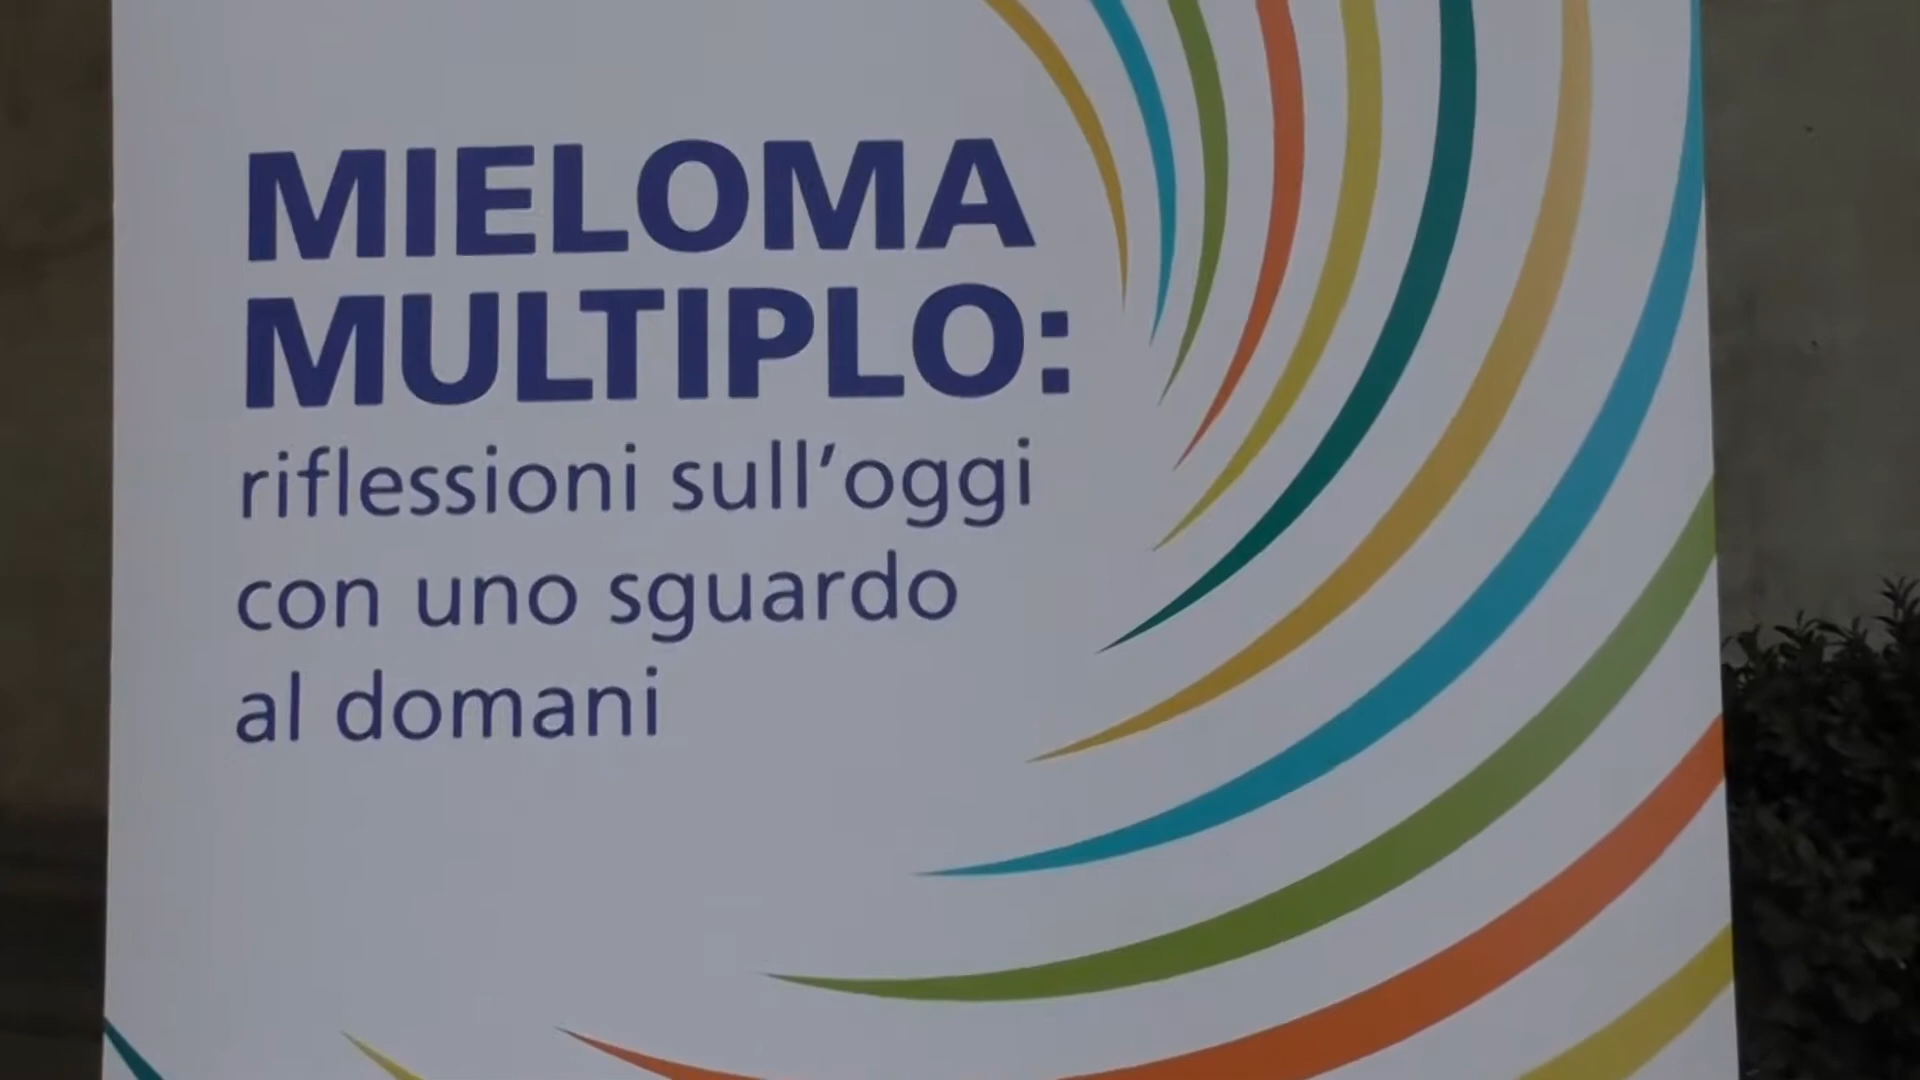 MIELOMA
MULTIPLO:
riflessioni sull’oggi
con uno sguardo
al domani